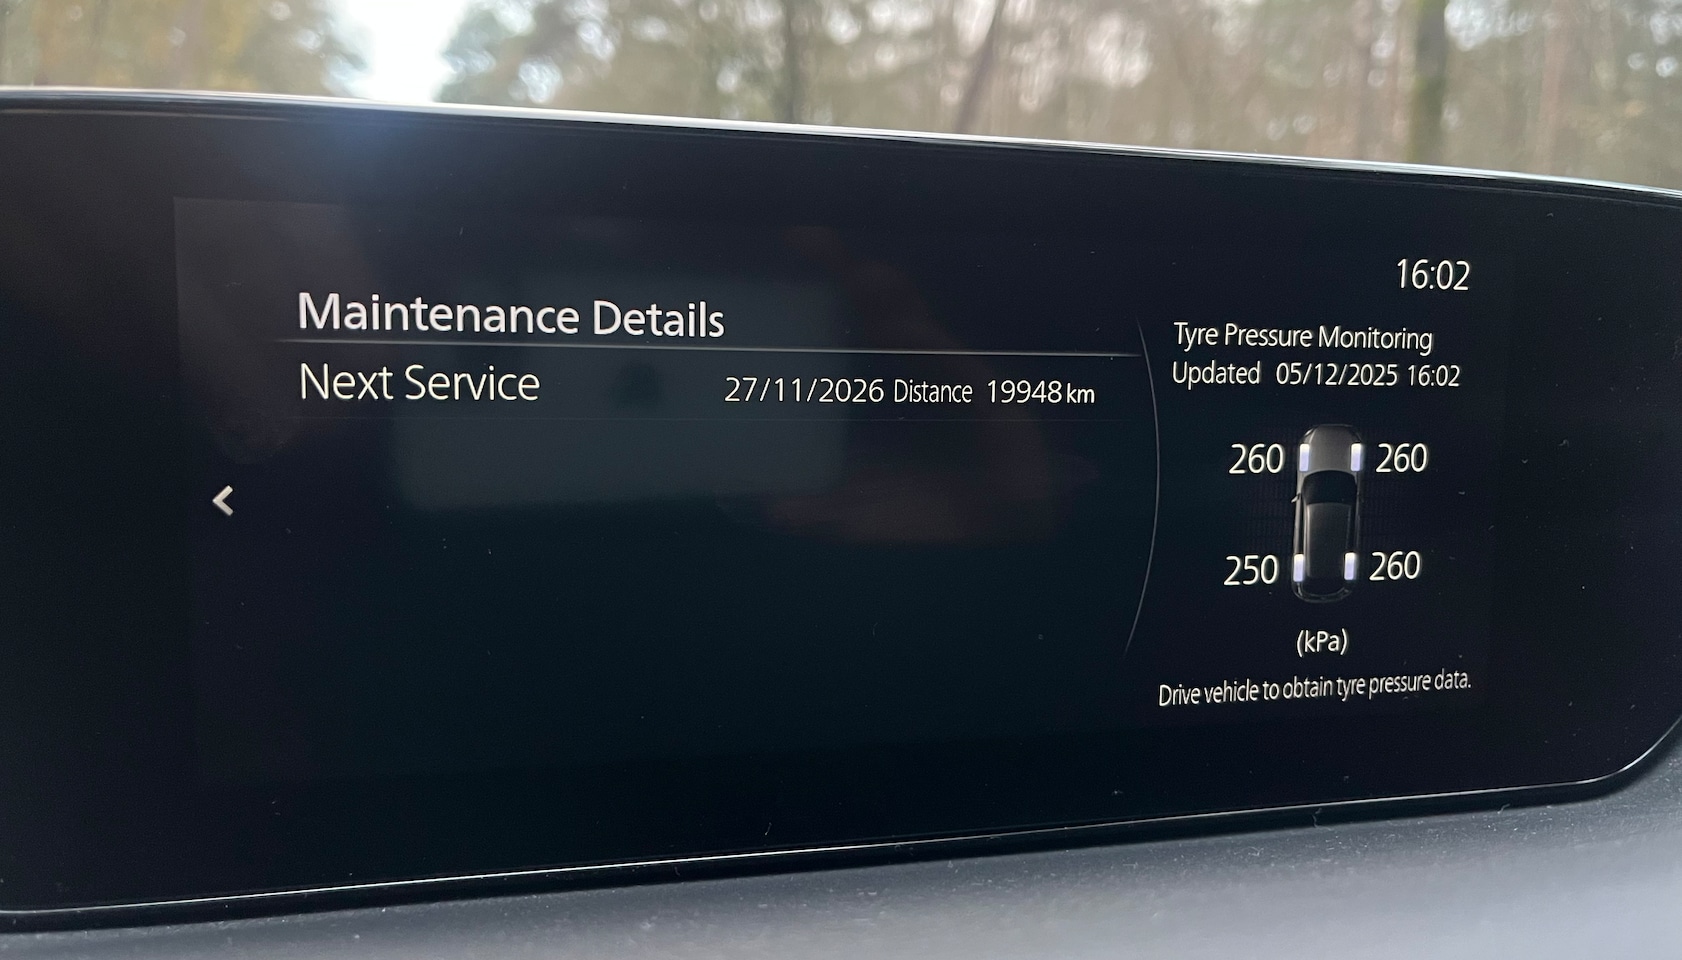 16:02
Maintenance Details
Next Service 27/11/2026 Distance 19948 km
Tyre Pressure Monitoring
Updated 05/12/2025 16:02
260 260
250 260
(kPa)
Drive vehicle to obtain tyre pressure data.